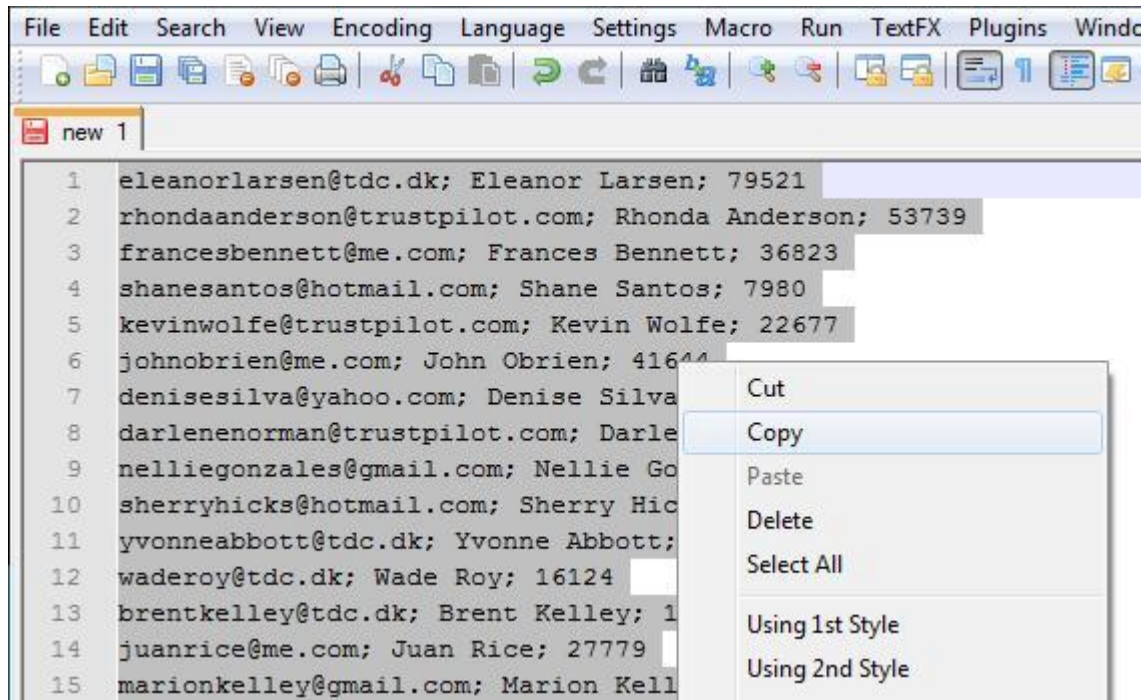 File Edit Search View Encoding Language Settings Macro Run TextFX Plugins
new 1
1 eleanorlarsen@tdc.dk; Eleanor Larsen; 79521
2 rhondaanderson@trustpilot.com; Rhonda Anderson; 53739
3 francesbennett@me.com; Frances Bennett; 36823
4 shanesantos@hotmail.com; Shane Santos; 7980
5 kevinwolfe@trustpilot.com; Kevin Wolfe; 22677
6 johnobrien@me.com; John Obrien; 41644
7 denisesilva@yahoo.com; Denise Silva
8 darlenenorman@trustpilot.com; Darle
9 nelliegonzales@gmail.com; Nellie Go
10 sherryhicks@hotmail.com; Sherry Hic
11 yvonneabbott@tdc.dk; Yvonne Abbott;
12 waderoy@tdc.dk; Wade Roy; 16124
13 brentkelley@tdc.dk; Brent Kelley; 1
14 juanrice@me.com; Juan Rice; 27779
15 marionkelley@gmail.com; Marion Kell
Cut
Copy
Paste
Delete
Select All
Using 1st Style
Using 2nd Style